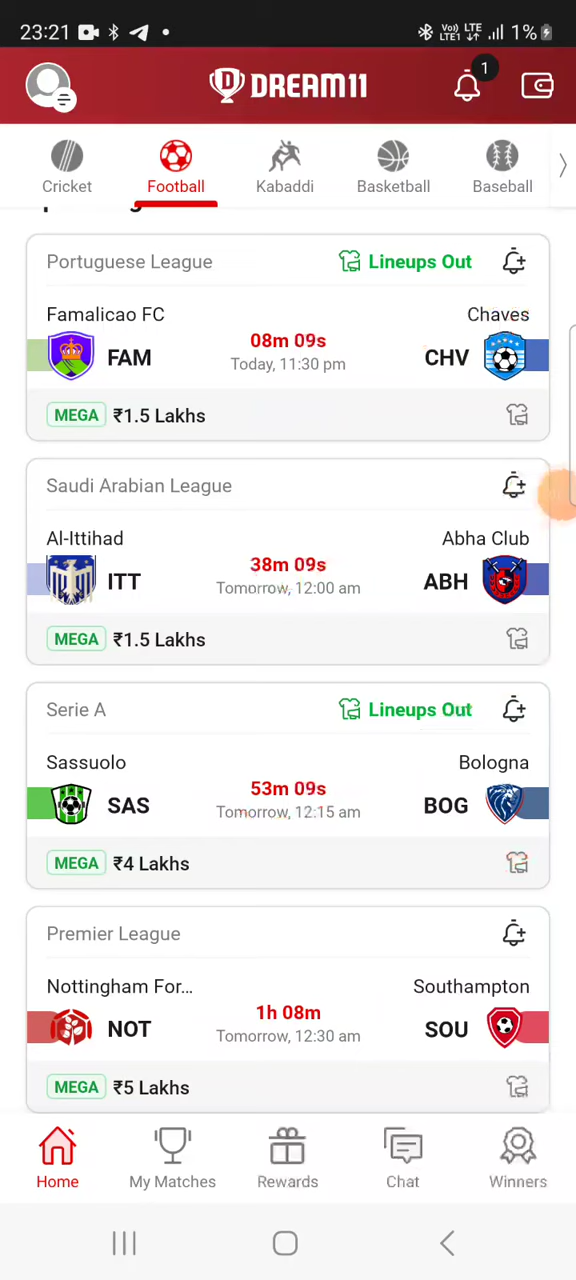 23:21
Vo)) LTE LTE1 1%
1
DREAM11
Cricket Football Kabaddi Basketball Baseball
Portuguese League Lineups Out
Famalicao FC Chaves
FAM 08m 09s CHV
Today, 11:30 pm
MEGA ₹1.5 Lakhs
Saudi Arabian League
Al-Ittihad Abha Club
ITT 38m 09s ABH
Tomorrow, 12:00 am
MEGA ₹1.5 Lakhs
Serie A Lineups Out
Sassuolo Bologna
SAS 53m 09s BOG
Tomorrow, 12:15 am
MEGA ₹4 Lakhs
Premier League
Nottingham For... Southampton
NOT 1h 08m SOU
Tomorrow, 12:30 am
MEGA ₹5 Lakhs
Home My Matches Rewards Chat Winners